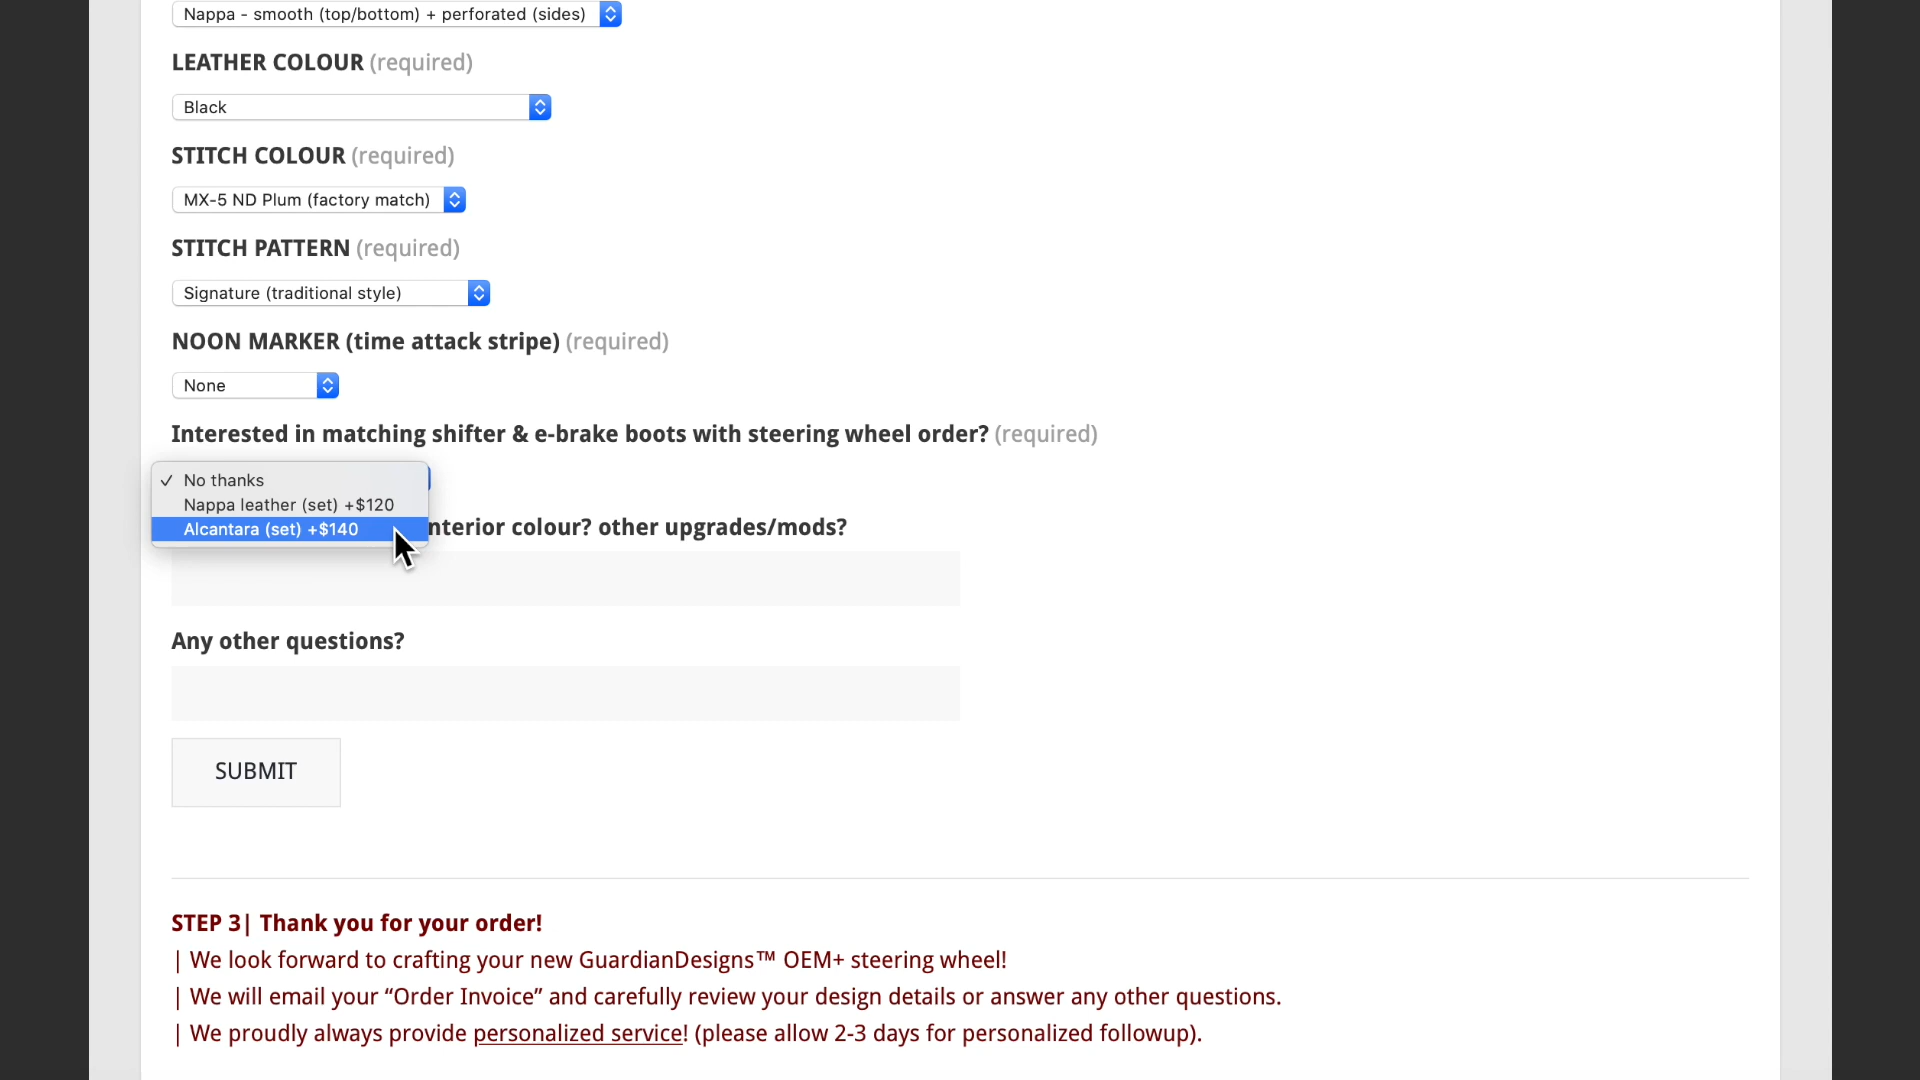 Nappa - smooth (top/bottom) + perforated (sides)
LEATHER COLOUR (required)
Black
STITCH COLOUR (required)
MX-5 ND Plum (factory match)
STITCH PATTERN (required)
Signature (traditional style)
NOON MARKER (time attack stripe) (required)
None
Interested in matching shifter & e-brake boots with steering wheel order? (required)
✓ No thanks
Nappa leather (set) +$120
Alcantara (set) +$140
nterior colour? other upgrades/mods?
Any other questions?
SUBMIT
STEP 3| Thank you for your order!
| We look forward to crafting your new GuardianDesigns™ OEM+ steering wheel!
| We will email your “Order Invoice” and carefully review your design details or answer any other questions.
| We proudly always provide personalized service! (please allow 2-3 days for personalized followup).